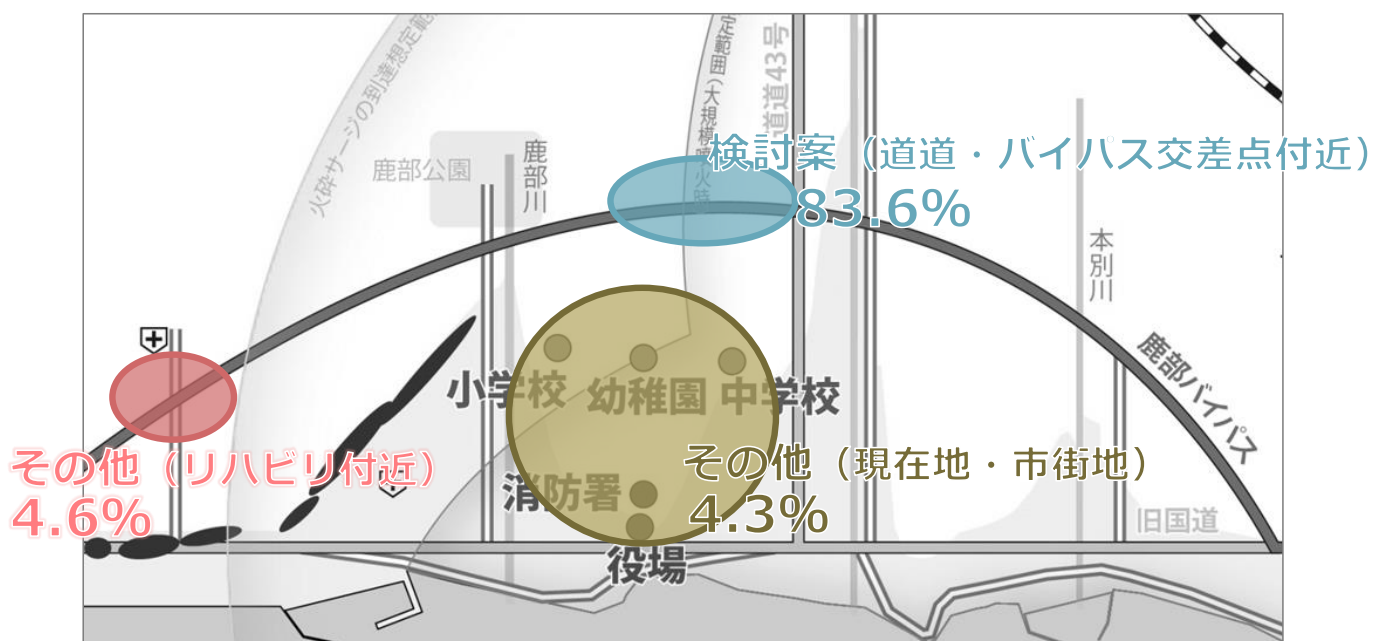 火砕サージの到達想定範
定範囲（大規模噴火時
道道43号
鹿部公園
鹿部川
検討案（道道・バイパス交差点付近）
83.6%
本別川
鹿部バイパス
小学校
幼稚園
中学校
その他（リハビリ付近）
4.6%
その他（現在地・市街地）
4.3%
消防署
役場
旧国道